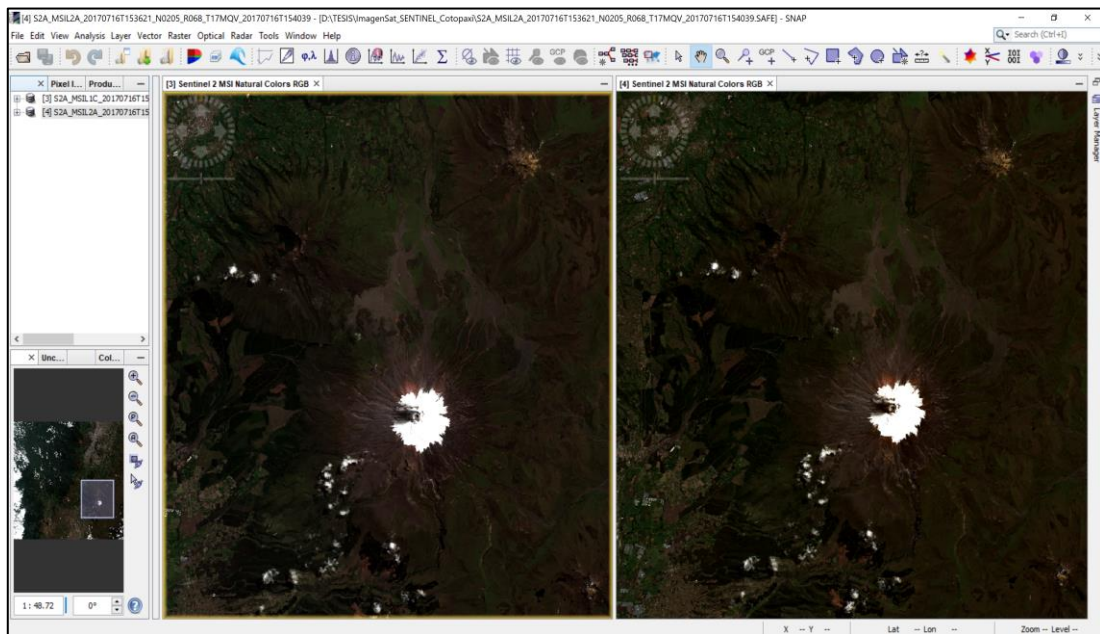 [4] S2A_MSIL2A_20170716T153621_N0205_R068_T17MQV_20170716T154039 - [D:\TESIS\ImagenSat_SENTINEL_Cotopaxi\S2A_MSIL2A_20170716T153621_N0205_R068_T17MQV_20170716T154039.SAFE] - SNAP
File Edit View Analysis Layer Vector Raster Optical Radar Tools Window Help
Search (Ctrl+I)
φ,λ Σ GCP GCP
Pixel I... Produ...
[3] Sentinel 2 MSI Natural Colors RGB
[4] Sentinel 2 MSI Natural Colors RGB
[3] S2A_MSIL1C_20170716T15
[4] S2A_MSIL2A_20170716T15
Layer Manager
Unc... Col...
1: 48.72 0°
X -- Y -- Lat -- Lon -- Zoom -- Level --